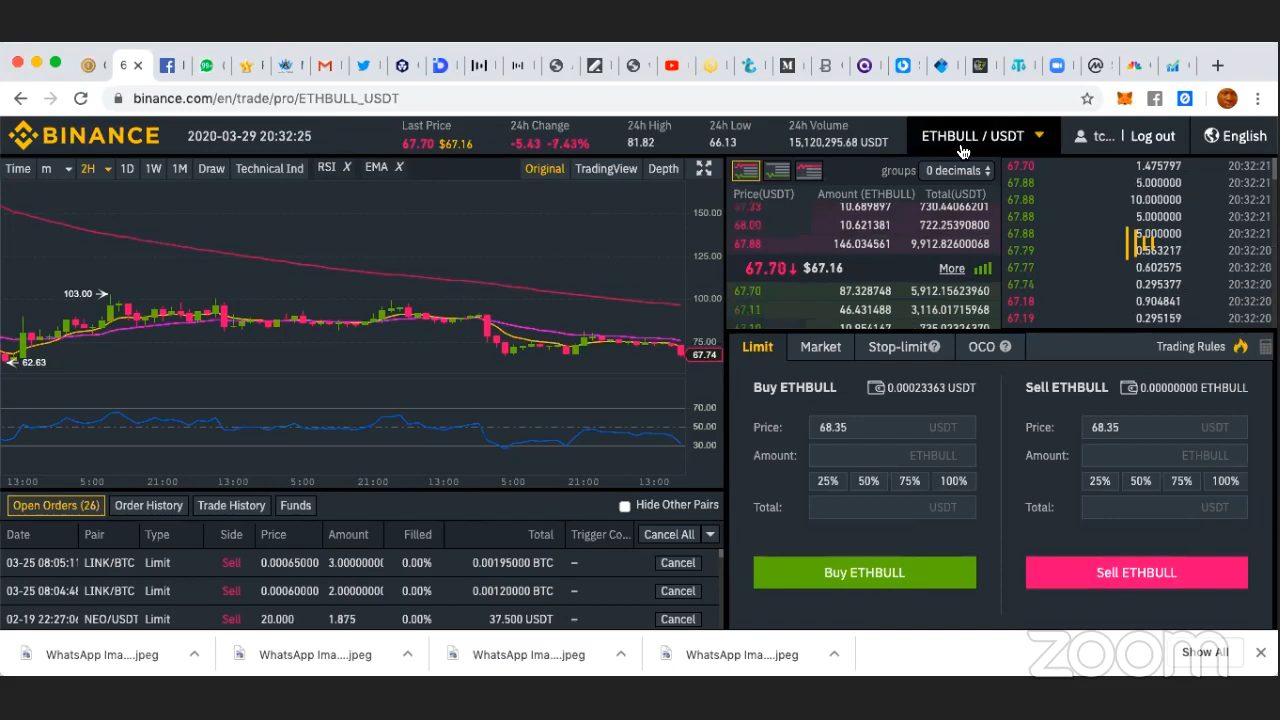 6
99+
binance.com/en/trade/pro/ETHBULL_USDT
BINANCE
2020-03-29 20:32:25
Last Price
67.70 $67.16
24h Change
-5.43 -7.43%
24h High
81.82
24h Low
66.13
24h Volume
15,120,295.68 USDT
ETHBULL / USDT
tc... Log out
English
Time m 2H 1D 1W 1M Draw Technical Ind RSI X EMA X Original TradingView Depth
groups 0 decimals
Price(USDT) Amount (ETHBULL) Total(USDT)
67.93 10.689897 730.44066201
68.00 10.621381 722.25390800
67.88 146.034561 9,912.82600068
67.70↓ $67.16 More
67.70 87.328748 5,912.15623960
67.11 46.431488 3,116.01715968
67.10 10.954167 735.02326370
67.70 1.475797 20:32:21
67.88 5.000000 20:32:21
67.88 10.000000 20:32:21
67.88 5.000000 20:32:21
67.88 5.000000 20:32:21
67.79 0.563217 20:32:20
67.77 0.602575 20:32:20
67.74 0.295377 20:32:20
67.18 0.904841 20:32:20
67.19 0.295159 20:32:20
150.00
125.00
100.00
75.00
103.00
62.63
67.74
70.00
50.00
30.00
13:00 5:00 21:00 13:00 5:00 21:00 13:00 5:00 21:00 13:00
Limit Market Stop-limit OCO Trading Rules
Buy ETHBULL 0.00023363 USDT
Price: 68.35 USDT
Amount: ETHBULL
25% 50% 75% 100%
Total: USDT
Buy ETHBULL
Sell ETHBULL 0.00000000 ETHBULL
Price: 68.35 USDT
Amount: ETHBULL
25% 50% 75% 100%
Total: USDT
Sell ETHBULL
Open Orders (26) Order History Trade History Funds Hide Other Pairs
Date Pair Type Side Price Amount Filled Total Trigger Co... Cancel All
03-25 08:05:11 LINK/BTC Limit Sell 0.00065000 3.0000000 0.00% 0.00195000 BTC – Cancel
03-25 08:04:48 LINK/BTC Limit Sell 0.00060000 2.0000000 0.00% 0.00120000 BTC – Cancel
02-19 22:27:06 NEO/USDT Limit Sell 20.000 1.875 0.00% 37.500 USDT – Cancel
WhatsApp Ima....jpeg WhatsApp Ima....jpeg WhatsApp Ima....jpeg WhatsApp Ima....jpeg Show All
zoom